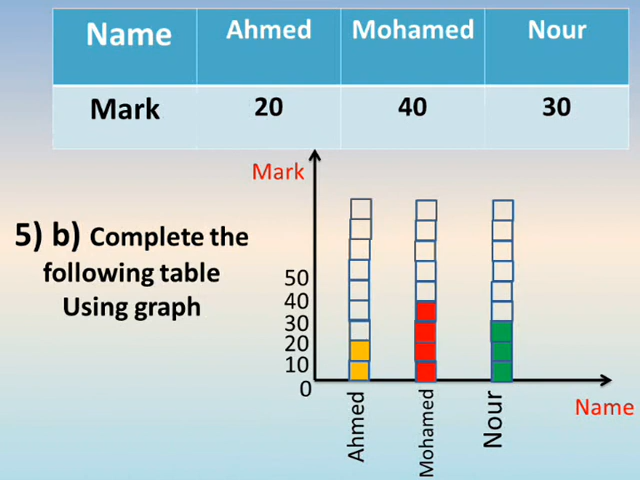 Name Ahmed Mohamed Nour
Mark 20 40 30
Mark
5) b) Complete the
following table
Using graph
50
40
30
20
10
0
Name
Ahmed
Mohamed
Nour